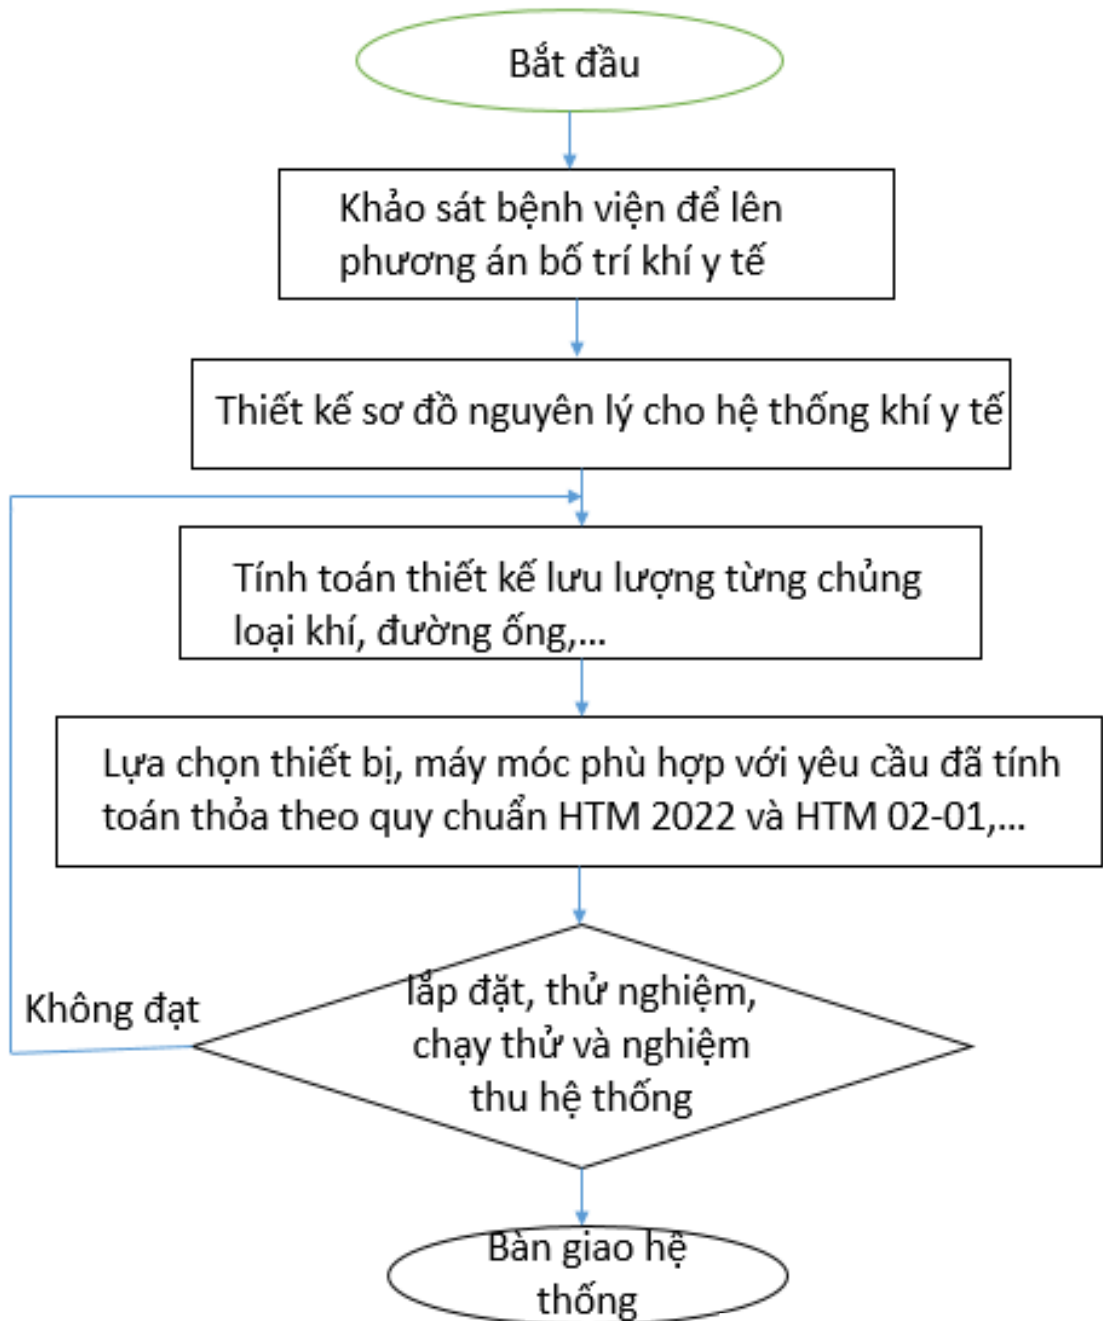 Bắt đầu
Khảo sát bệnh viện để lên
phương án bố trí khí y tế
Thiết kế sơ đồ nguyên lý cho hệ thống khí y tế
Tính toán thiết kế lưu lượng từng chủng
loại khí, đường ống,...
Lựa chọn thiết bị, máy móc phù hợp với yêu cầu đã tính
toán thỏa theo quy chuẩn HTM 2022 và HTM 02-01,...
Không đạt
lắp đặt, thử nghiệm,
chạy thử và nghiệm
thu hệ thống
Bàn giao hệ
thống